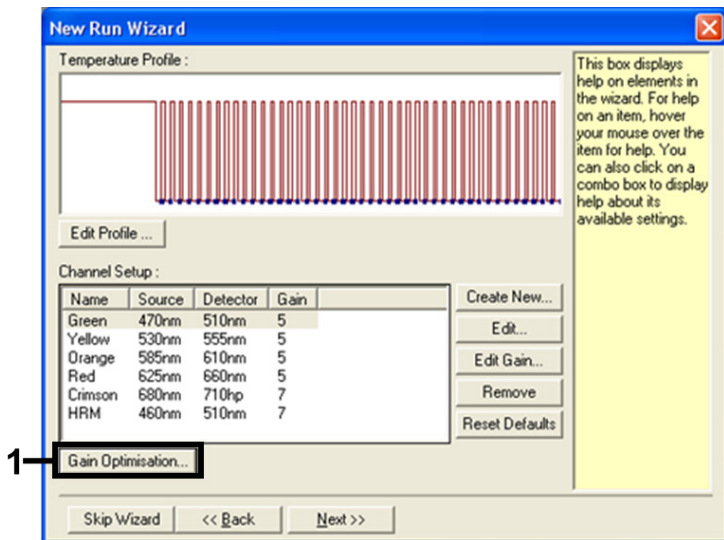 New Run Wizard
Temperature Profile :
This box displays
help on elements in
the wizard. For help
on an item, hover
your mouse over the
item for help. You
can also click on a
combo box to display
help about its
available settings.
Edit Profile ...
Channel Setup :
Name Source Detector Gain
Green 470nm 510nm 5
Yellow 530nm 555nm 5
Orange 585nm 610nm 5
Red 625nm 660nm 5
Crimson 680nm 710hp 7
HRM 460nm 510nm 7
Create New...
Edit...
Edit Gain...
Remove
Reset Defaults
1
Gain Optimisation...
Skip Wizard << Back Next >>